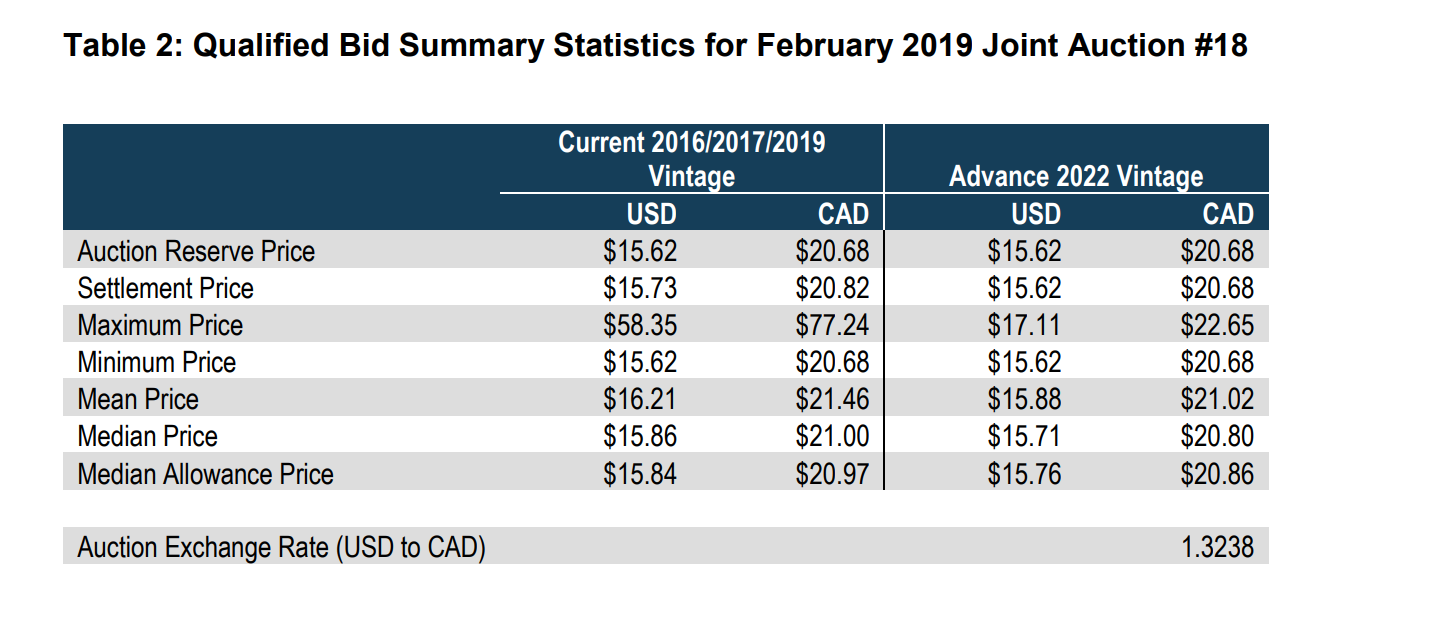 Table 2: Qualified Bid Summary Statistics for February 2019 Joint Auction #18
Current 2016/2017/2019
Vintage
Advance 2022 Vintage
USD CAD USD CAD
Auction Reserve Price $15.62 $20.68 $15.62 $20.68
Settlement Price $15.73 $20.82 $15.62 $20.68
Maximum Price $58.35 $77.24 $17.11 $22.65
Minimum Price $15.62 $20.68 $15.62 $20.68
Mean Price $16.21 $21.46 $15.88 $21.02
Median Price $15.86 $21.00 $15.71 $20.80
Median Allowance Price $15.84 $20.97 $15.76 $20.86
Auction Exchange Rate (USD to CAD) 1.3238